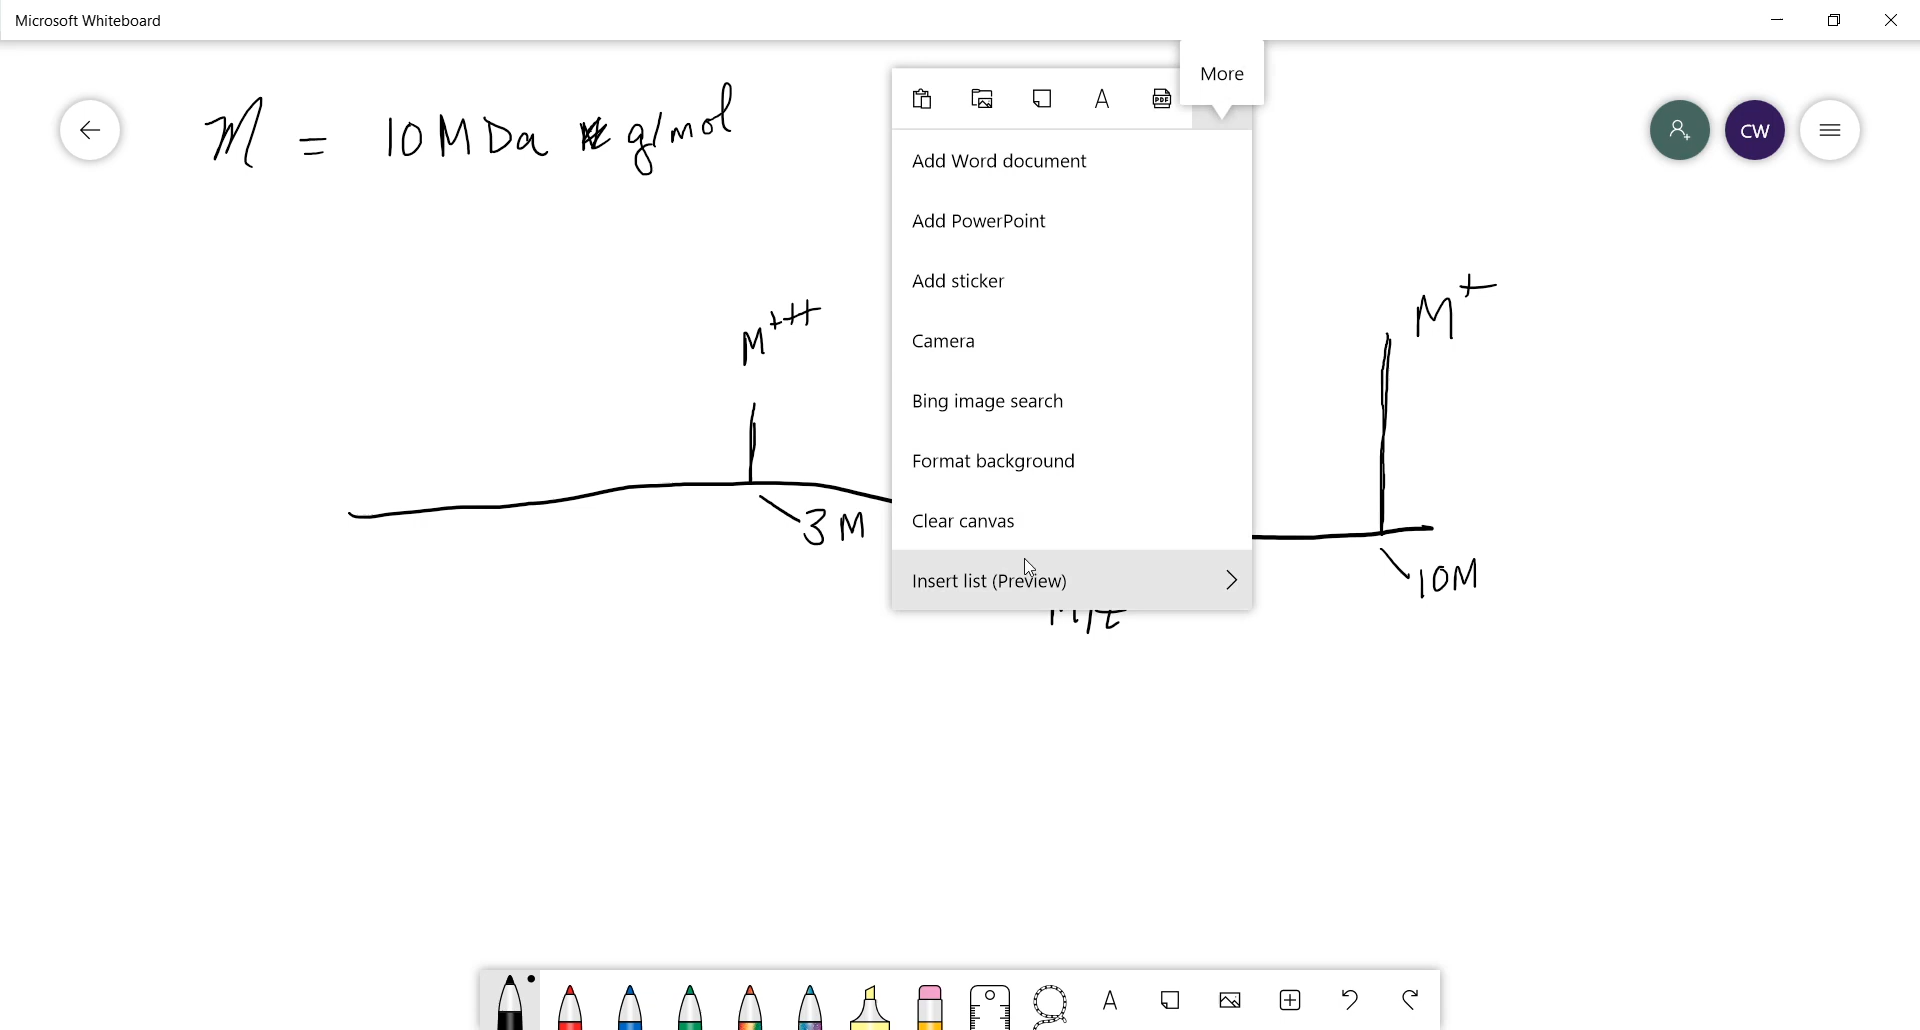 Microsoft Whiteboard
More
M = 10 MDa g/mol
CW
A
PDF
Add Word document
Add PowerPoint
Add sticker
Camera
Bing image search
Format background
Clear canvas
Insert list (Preview)
M+++
M+
3M
10M
A